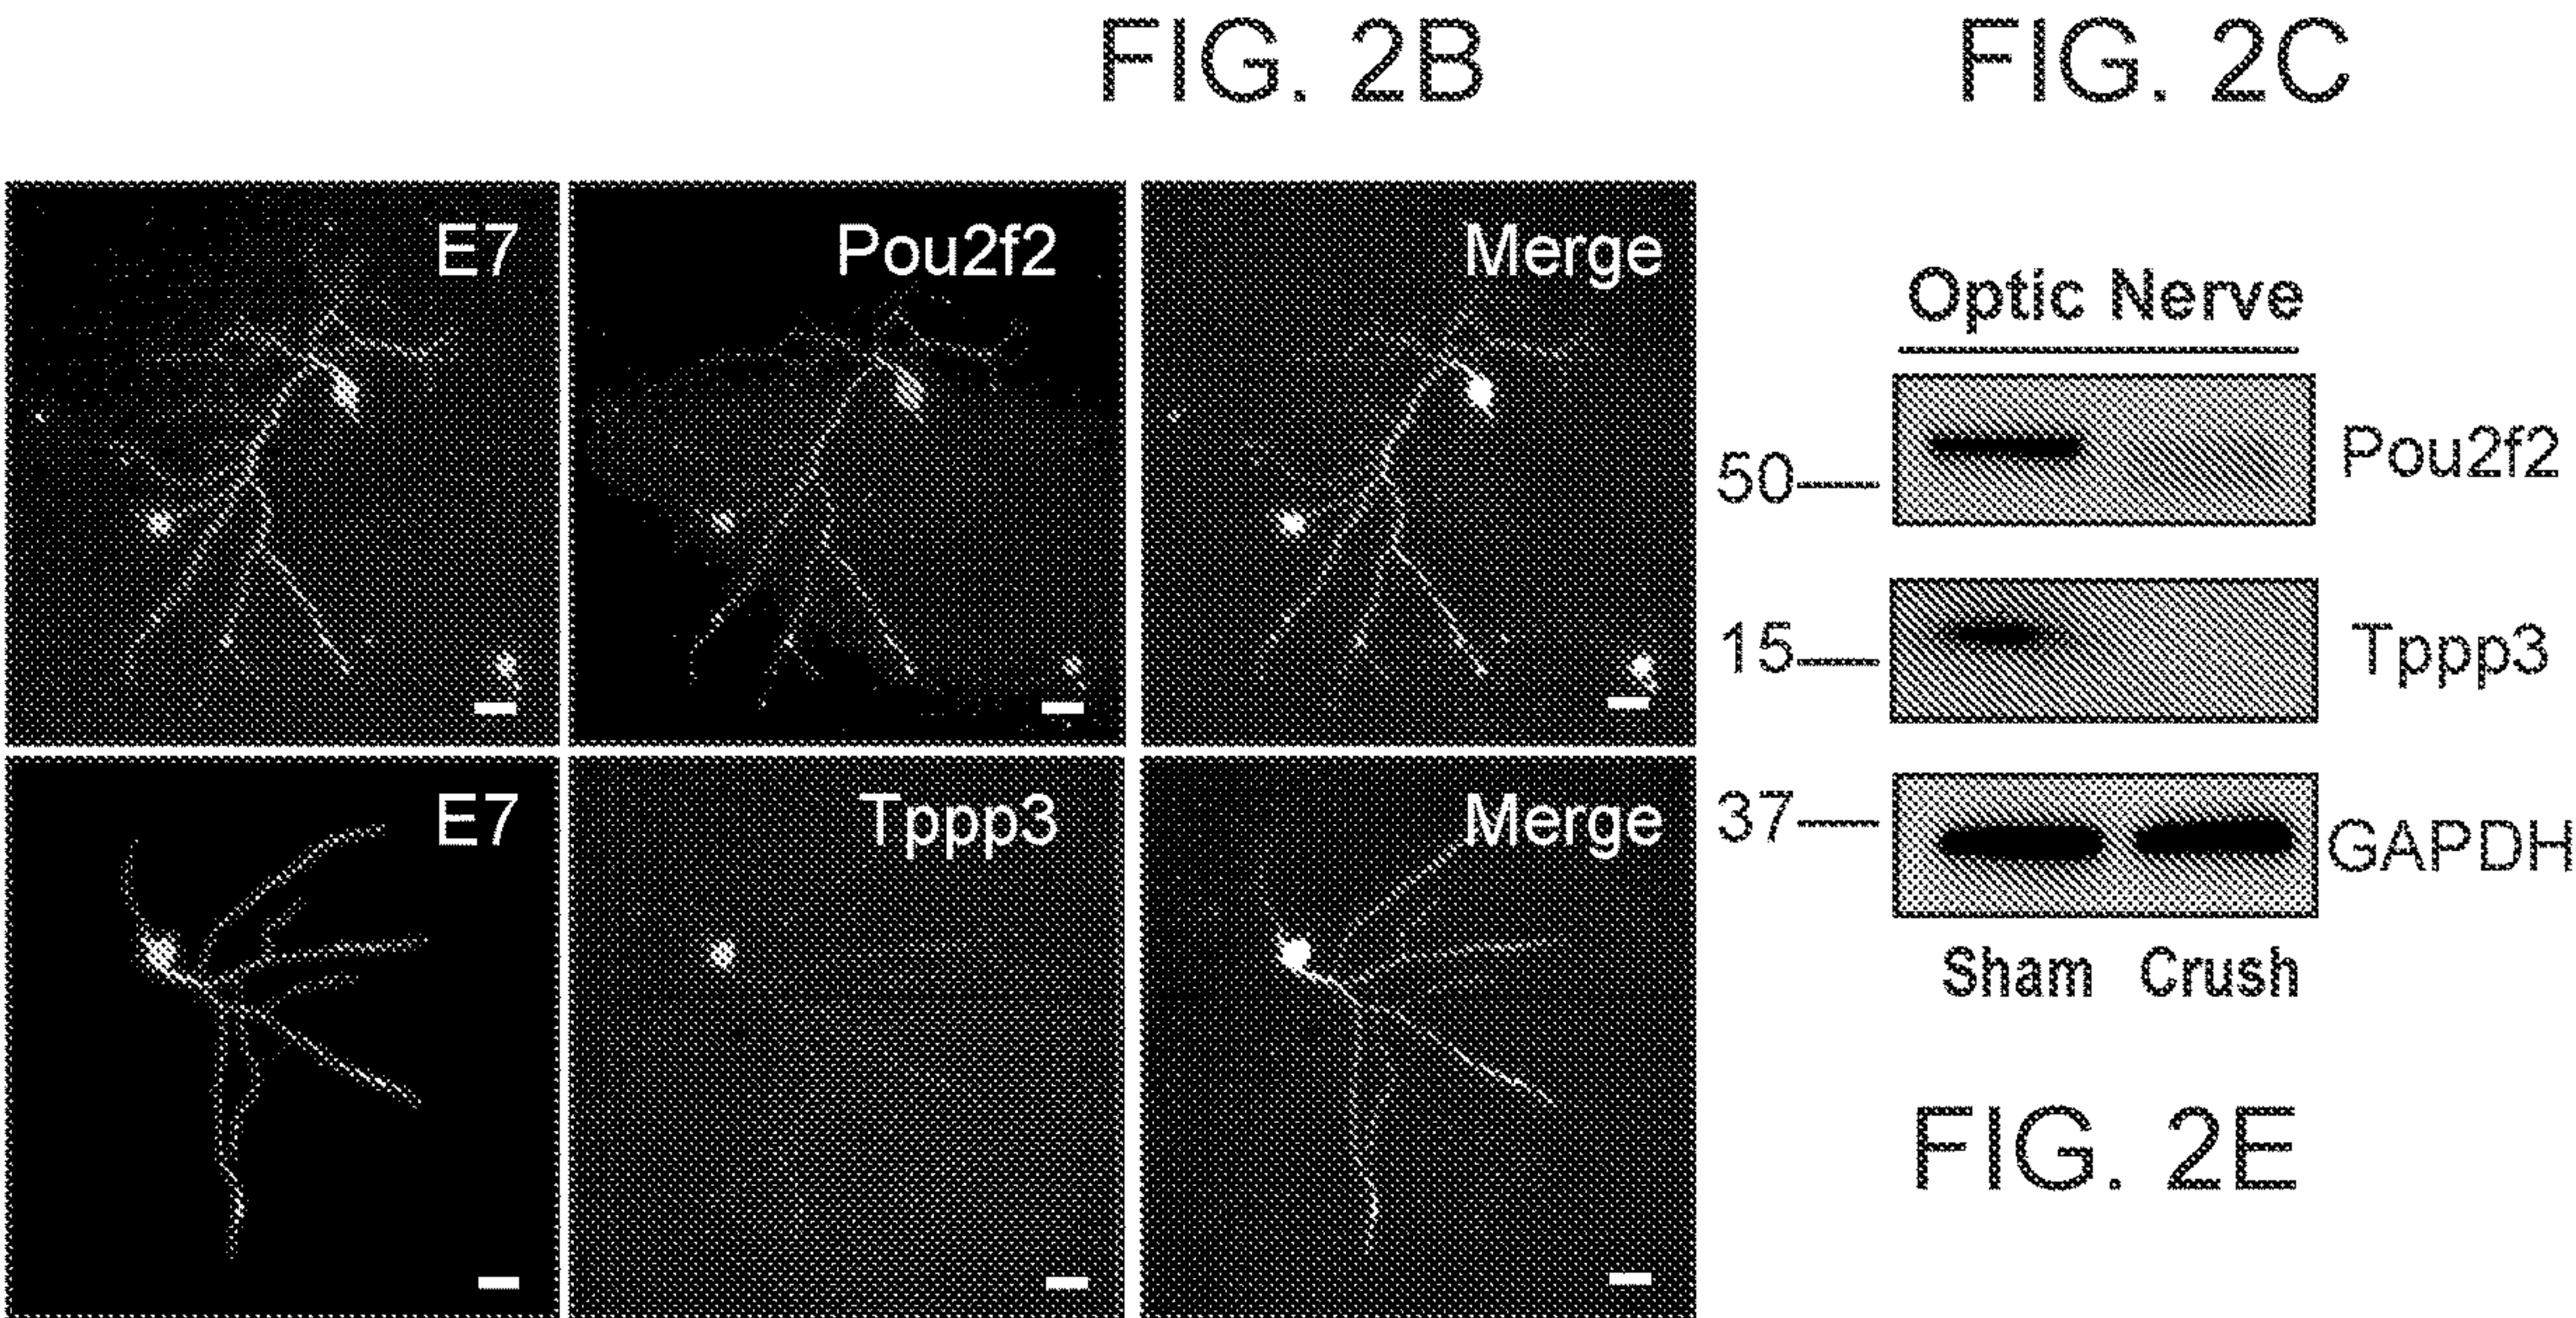 FIG. 2B
FIG. 2C
E7
Pou2f2
Merge
E7
Tppp3
Merge
Optic Nerve
50
Pou2f2
15
Tppp3
37
GAPDH
Sham Crush
FIG. 2E